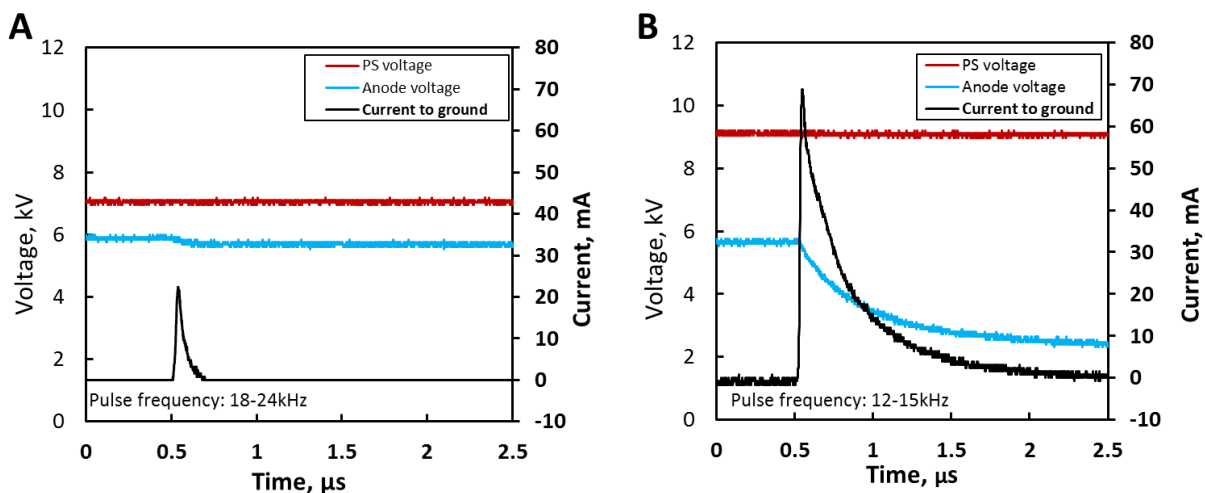 A
12
10
8
6
4
2
0
Voltage, kV
PS voltage
Anode voltage
Current to ground
80
70
60
50
40
30
20
10
0
-10
Current, mA
Pulse frequency: 18-24kHz
0 0.5 1 1.5 2 2.5
Time, µs
B
12
10
8
6
4
2
0
Voltage, kV
PS voltage
Anode voltage
Current to ground
80
70
60
50
40
30
20
10
0
-10
Current, mA
Pulse frequency: 12-15kHz
0 0.5 1 1.5 2 2.5
Time, µs